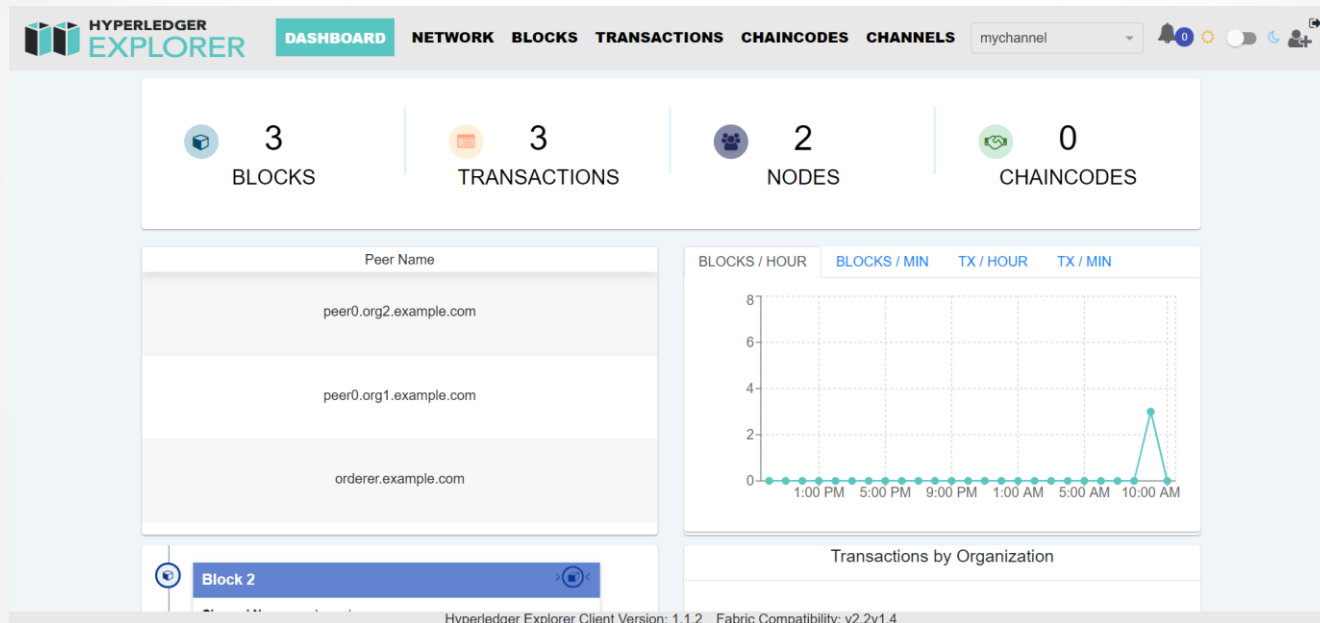 HYPERLEDGER
EXPLORER
DASHBOARD NETWORK BLOCKS TRANSACTIONS CHAINCODES CHANNELS mychannel 0
3
BLOCKS
3
TRANSACTIONS
2
NODES
0
CHAINCODES
Peer Name
peer0.org2.example.com
peer0.org1.example.com
orderer.example.com
BLOCKS / HOUR BLOCKS / MIN TX / HOUR TX / MIN
8
6
4
2
0
1:00 PM 5:00 PM 9:00 PM 1:00 AM 5:00 AM 10:00 AM
Block 2
Transactions by Organization
Hyperledger Explorer Client Version: 1.1.2 Fabric Compatibility: v2.2v1.4